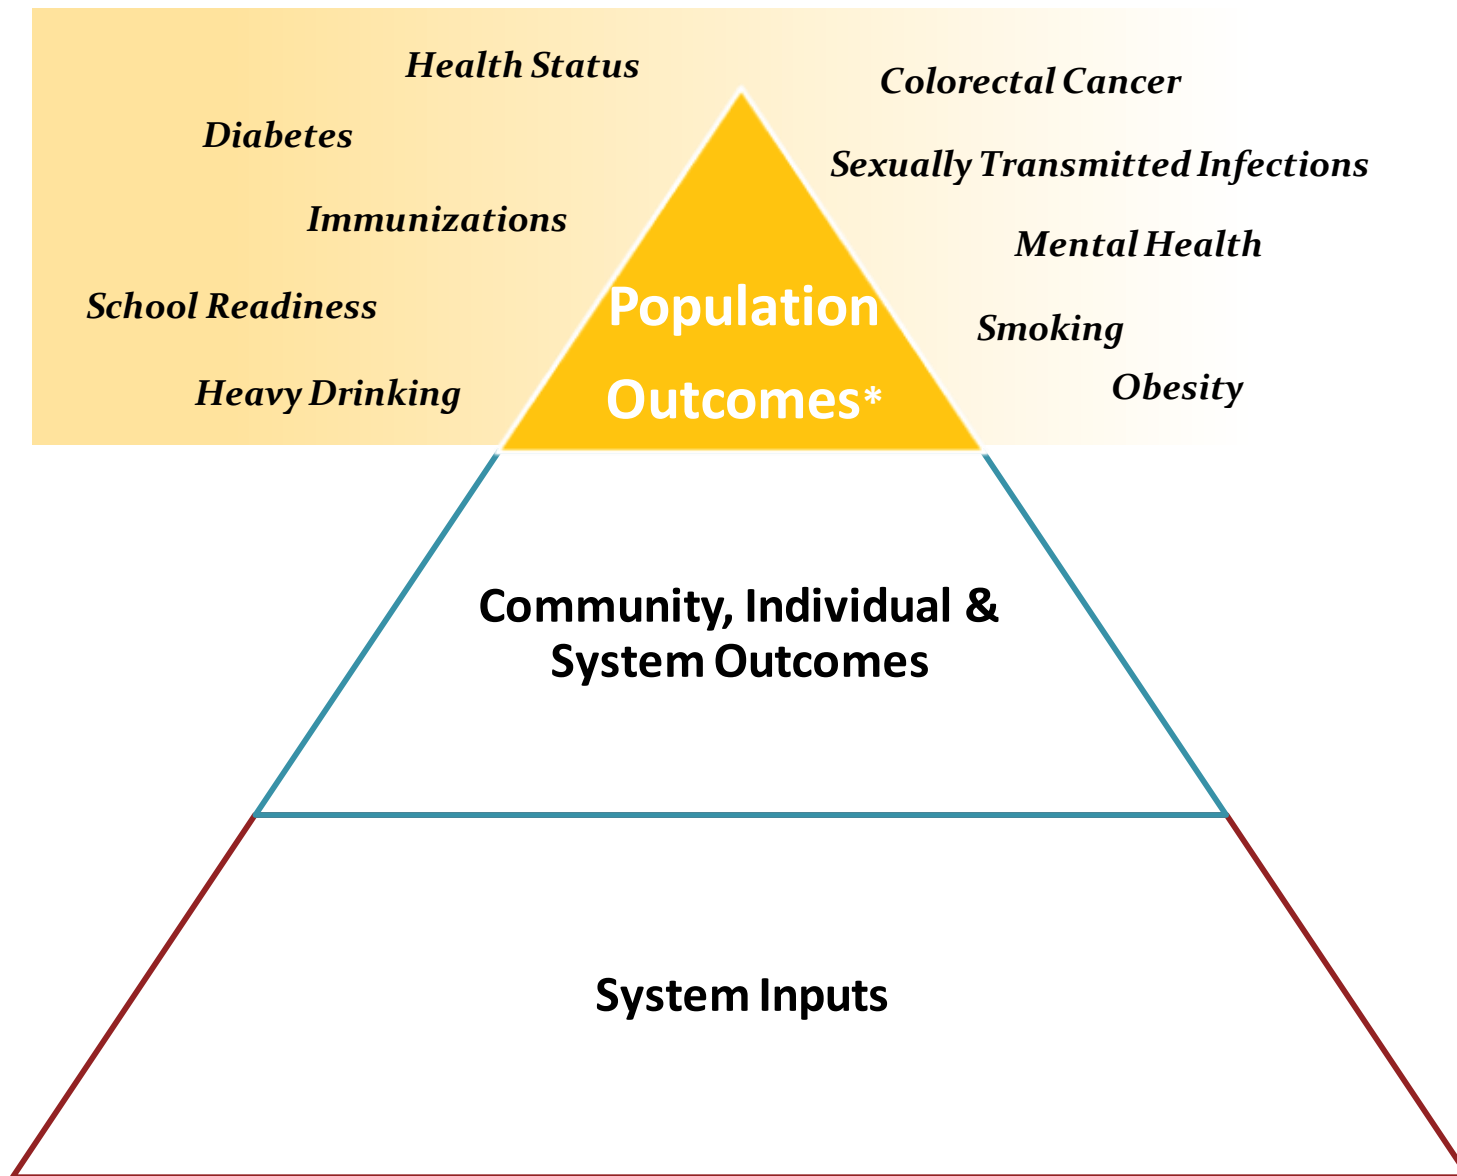 Health Status
Colorectal Cancer
Diabetes
Sexually Transmitted Infections
Immunizations
Mental Health
School Readiness
Smoking
Heavy Drinking
Obesity
Population
Outcomes*
Community, Individual &
System Outcomes
System Inputs